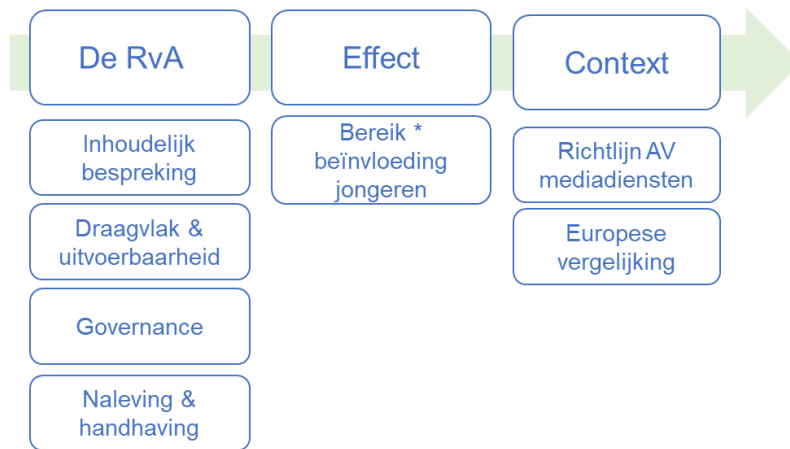 De RvA
Effect
Context
Inhoudelijk
bespreking
Draagvlak &
uitvoerbaarheid
Governance
Naleving &
handhaving
Bereik *
beïnvloeding
jongeren
Richtlijn AV
mediadiensten
Europese
vergelijking